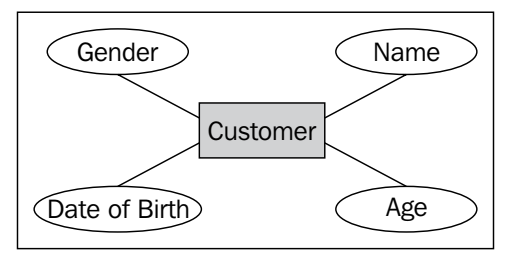 Gender
Name
Customer
Date of Birth
Age